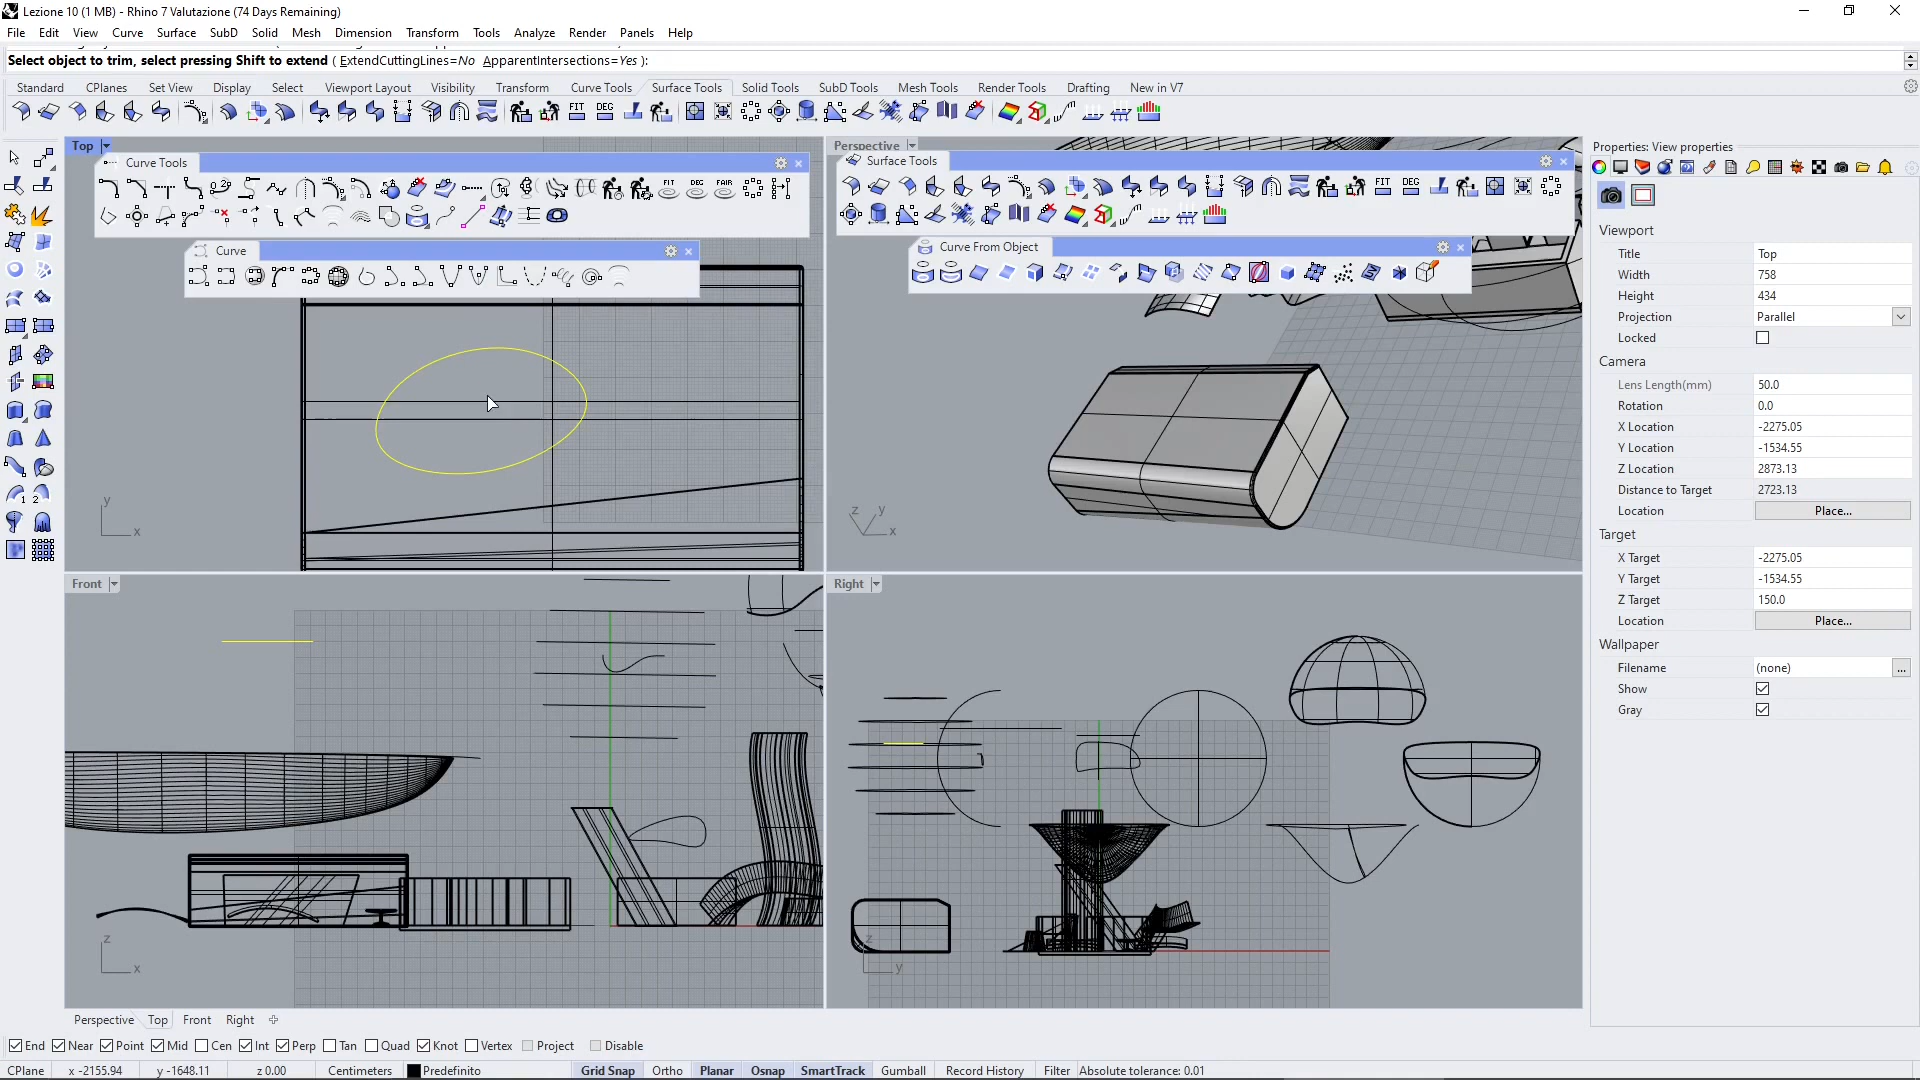 Lezione 10 (1 MB) - Rhino 7 Valutazione (74 Days Remaining)
File Edit View Curve Surface SubD Solid Mesh Dimension Transform Tools Analyze Render Panels Help
Select object to trim, select pressing Shift to extend ( ExtendCuttingLines=No ApparentIntersections=Yes ):
Standard CPlanes Set View Display Select Viewport Layout Visibility Transform Curve Tools Surface Tools Solid Tools SubD Tools Mesh Tools Render Tools Drafting New in V7
FIT DEG
Top
Curve Tools
FIT DEG FAIR
Curve
y
x
Perspective
Surface Tools
FIT DEG
Curve From Object
z y x
Front
z
x
Right
z
y
Properties: View properties
Viewport
Title Top
Width 758
Height 434
Projection Parallel
Locked
Camera
Lens Length(mm) 50.0
Rotation 0.0
X Location -2275.05
Y Location -1534.55
Z Location 2873.13
Distance to Target 2723.13
Location Place...
Target
X Target -2275.05
Y Target -1534.55
Z Target 150.0
Location Place...
Wallpaper
Filename (none) ...
Show
Gray
Perspective Top Front Right
End Near Point Mid Cen Int Perp Tan Quad Knot Vertex Project Disable
CPlane x -2155.94 y -1648.11 z 0.00 Centimeters Predefinito Grid Snap Ortho Planar Osnap SmartTrack Gumball Record History Filter Absolute tolerance: 0.01